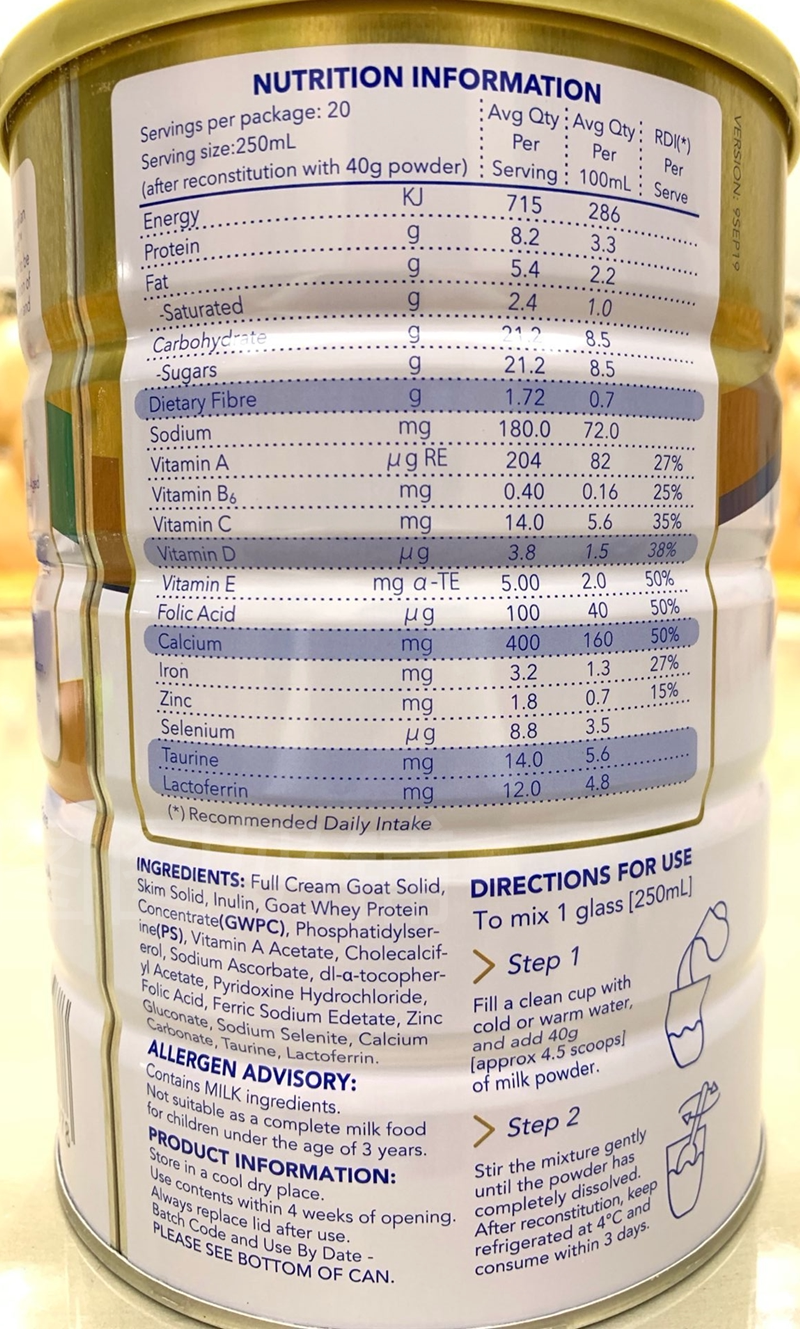 NUTRITION INFORMATION
Servings per package: 20
Serving size:250mL
(after reconstitution with 40g powder)
Avg Qty Per Serving
Avg Qty Per 100mL
RDI(*) Per Serve
Energy KJ 715 286
Protein g 8.2 3.3
Fat g 5.4 2.2
-Saturated g 2.4 1.0
Carbohydrate g 21.2 8.5
-Sugars g 21.2 8.5
Dietary Fibre g 1.72 0.7
Sodium mg 180.0 72.0
Vitamin A µg RE 204 82 27%
Vitamin B6 mg 0.40 0.16 25%
Vitamin C mg 14.0 5.6 35%
Vitamin D µg 3.8 1.5 38%
Vitamin E mg α-TE 5.00 2.0 50%
Folic Acid µg 100 40 50%
Calcium mg 400 160 50%
Iron mg 3.2 1.3 27%
Zinc mg 1.8 0.7 15%
Selenium µg 8.8 3.5
Taurine mg 14.0 5.6
Lactoferrin mg 12.0 4.8
(*) Recommended Daily Intake
VERSION: 9SEP19
INGREDIENTS: Full Cream Goat Solid,
Skim Solid, Inulin, Goat Whey Protein
Concentrate(GWPC), Phosphatidylser-
ine(PS), Vitamin A Acetate, Cholecalcif-
erol, Sodium Ascorbate, dl-α-tocopher-
yl Acetate, Pyridoxine Hydrochloride,
Folic Acid, Ferric Sodium Edetate, Zinc
Gluconate, Sodium Selenite, Calcium
Carbonate, Taurine, Lactoferrin.
ALLERGEN ADVISORY:
Contains MILK ingredients.
Not suitable as a complete milk food
for children under the age of 3 years.
PRODUCT INFORMATION:
Store in a cool dry place.
Use contents within 4 weeks of opening.
Always replace lid after use.
Batch Code and Use By Date -
PLEASE SEE BOTTOM OF CAN.
DIRECTIONS FOR USE
To mix 1 glass [250mL]
Step 1
Fill a clean cup with
cold or warm water,
and add 40g
[approx 4.5 scoops]
of milk powder.
Step 2
Stir the mixture gently
until the powder has
completely dissolved.
After reconstitution, keep
refrigerated at 4°C and
consume within 3 days.